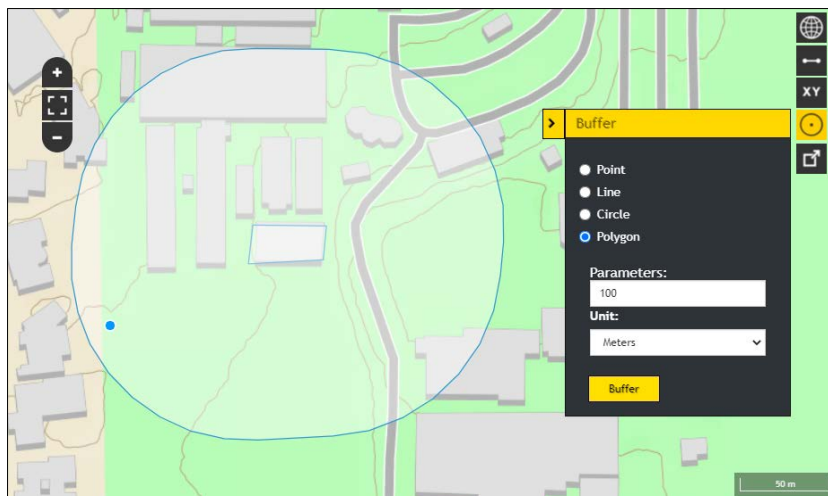 +
−
XY
>
Buffer
Point
Line
Circle
Polygon
Parameters:
100
Unit:
Meters
Buffer
50 m